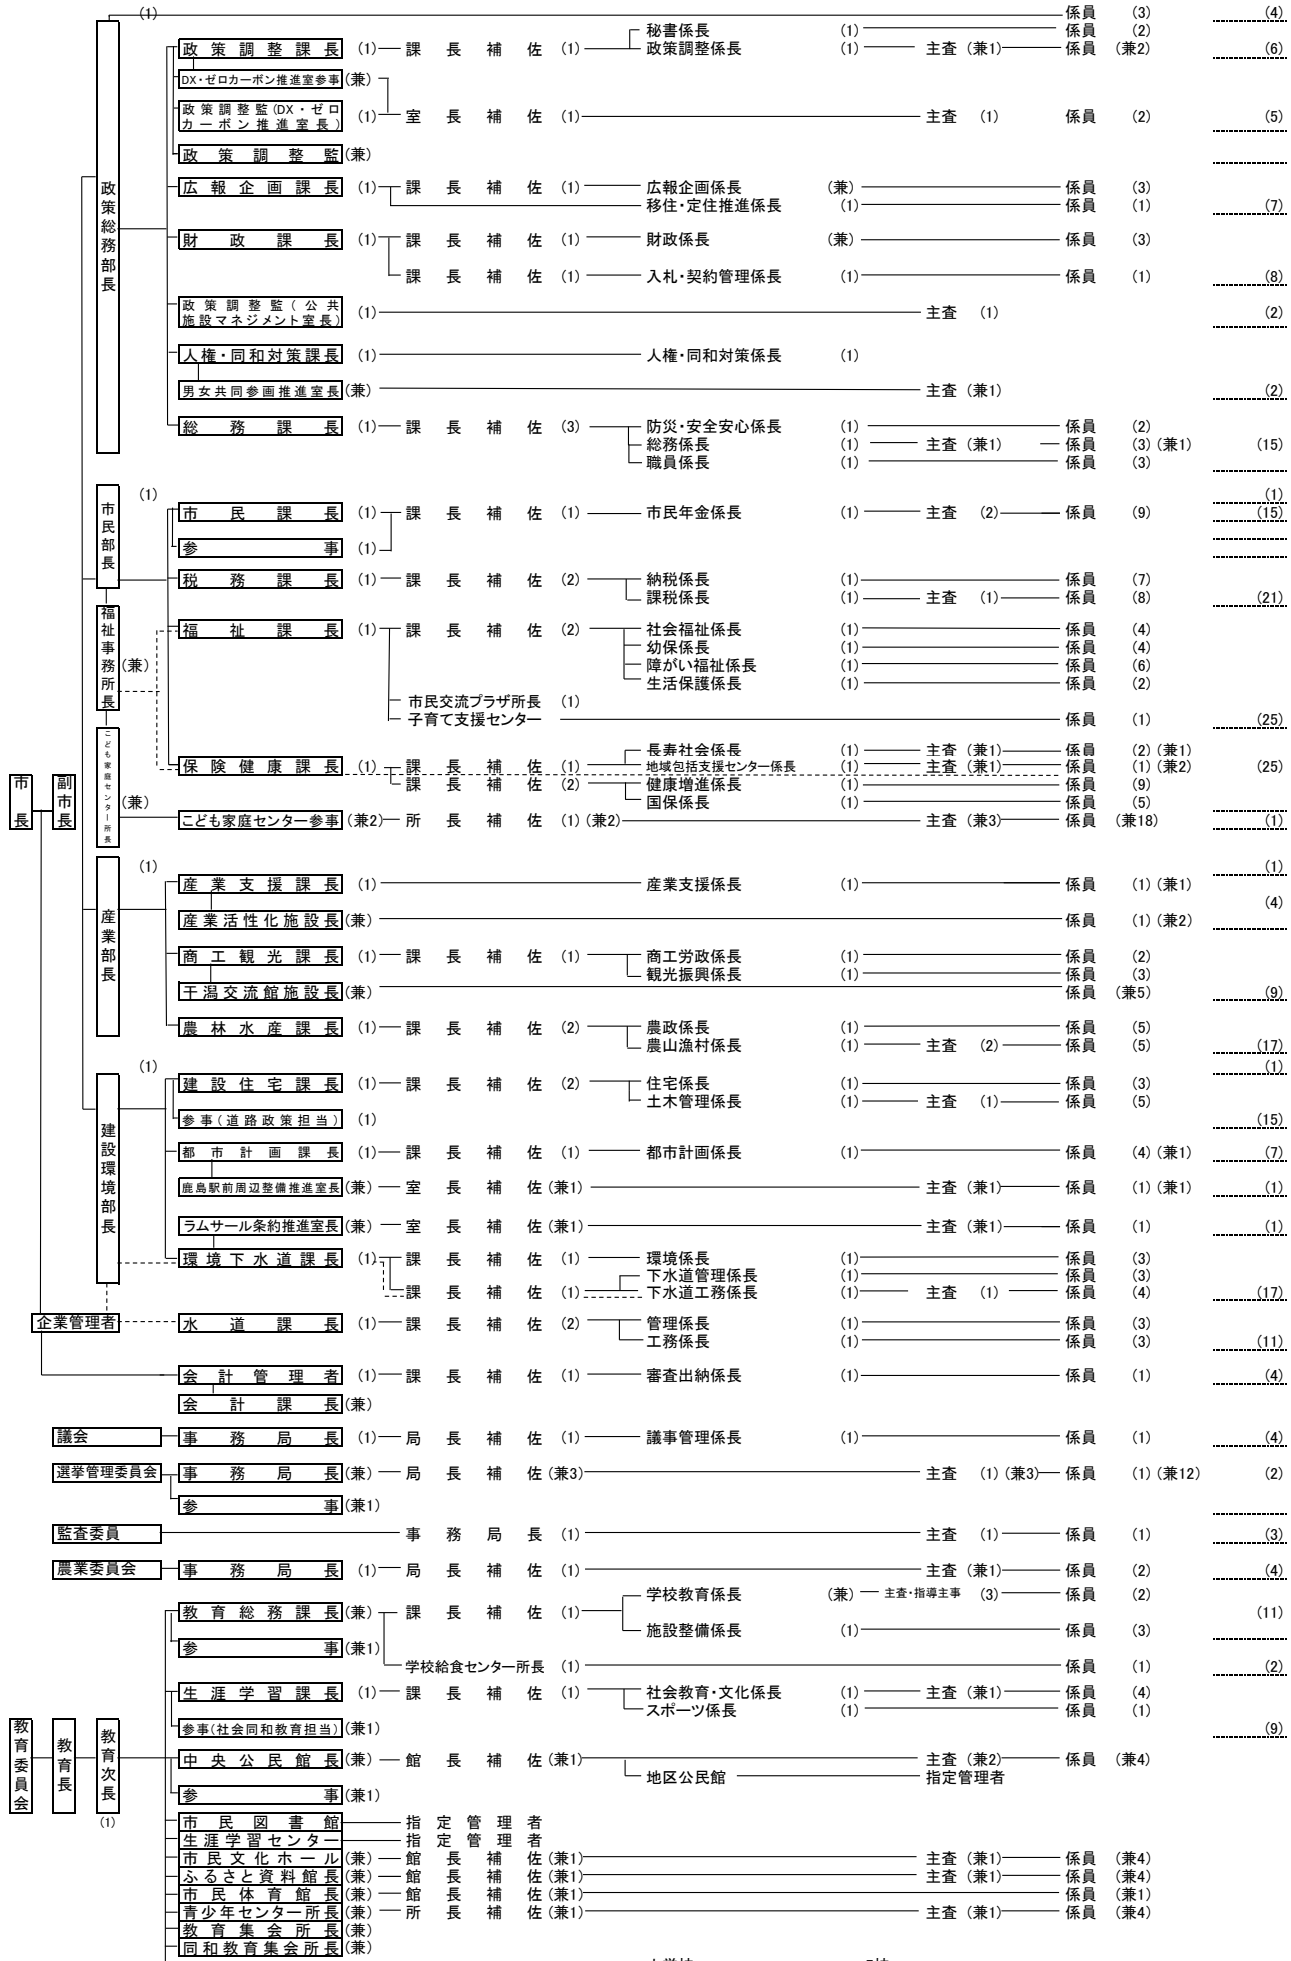 (1) 係員 (3) (4)
秘書係長 (1) 係員 (2)
政策調整課長 (1) 課長補佐 (1) 政策調整係長 (1) 主査 (兼1) 係員 (兼2) (6)
DX・ゼロカーボン推進室参事 (兼)
政策調整監(DX・ゼロ
カーボン推進室長) (1) 室長補佐 (1) 主査 (1) 係員 (2) (5)
政策調整監 (兼)
政策総務部長
広報企画課長 (1) 課長補佐 (1) 広報企画係長 (兼) 係員 (3)
移住・定住推進係長 (1) 係員 (1) (7)
財政課長 (1) 課長補佐 (1) 財政係長 (兼) 係員 (3)
課長補佐 (1) 入札・契約管理係長 (1) 係員 (1) (8)
政策調整監(公共
施設マネジメント室長) (1) 主査 (1) (2)
人権・同和対策課長 (1) 人権・同和対策係長 (1)
男女共同参画推進室長 (兼) 主査 (兼1) (2)
総務課長 (1) 課長補佐 (3) 防災・安全安心係長 (1) 係員 (2)
総務係長 (1) 主査 (兼1) 係員 (3) (兼1) (15)
職員係長 (1) 係員 (3)
市民部長 (1) (1)
市民課長 (1) 課長補佐 (1) 市民年金係長 (1) 主査 (2) 係員 (9) (15)
参事 (1)
税務課長 (1) 課長補佐 (2) 納税係長 (1) 係員 (7)
課税係長 (1) 主査 (1) 係員 (8) (21)
福祉事務所長 (兼)
福祉課長 (1) 課長補佐 (2) 社会福祉係長 (1) 係員 (4)
幼保係長 (1) 係員 (4)
障がい福祉係長 (1) 係員 (6)
生活保護係長 (1) 係員 (2)
市民交流プラザ所長 (1)
子育て支援センター 係員 (1) (25)
こども家庭センター所長 (兼)
長寿社会係長 (1) 主査 (兼1) 係員 (2) (兼1)
保険健康課長 (1) 課長補佐 (1) 地域包括支援センター係長 (1) 主査 (兼1) 係員 (1) (兼2) (25)
課長補佐 (2) 健康増進係長 (1) 係員 (9)
国保係長 (1) 係員 (5)
市長 副市長
こども家庭センター参事 (兼2) 所長補佐 (1) (兼2) 主査 (兼3) 係員 (兼18) (1)
産業部長 (1) (1)
産業支援課長 (1) 産業支援係長 (1) 係員 (1) (兼1)
(4)
産業活性化施設長 (兼) 係員 (1) (兼2)
商工観光課長 (1) 課長補佐 (1) 商工労政係長 (1) 係員 (2)
観光振興係長 (1) 係員 (3)
干潟交流館施設長 (兼) 係員 (兼5) (9)
農林水産課長 (1) 課長補佐 (2) 農政係長 (1) 係員 (5)
農山漁村係長 (1) 主査 (2) 係員 (5) (17)
建設環境部長 (1) (1)
建設住宅課長 (1) 課長補佐 (2) 住宅係長 (1) 係員 (3)
土木管理係長 (1) 主査 (1) 係員 (5)
参事(道路政策担当) (1) (15)
都市計画課長 (1) 課長補佐 (1) 都市計画係長 (1) 係員 (4) (兼1) (7)
鹿島駅前周辺整備推進室長 (兼) 室長補佐 (兼1) 主査 (兼1) 係員 (1) (兼1) (1)
ラムサール条約推進室長 (兼) 室長補佐 (兼1) 主査 (兼1) 係員 (1) (1)
環境下水道課長 (1) 課長補佐 (1) 環境係長 (1) 係員 (3)
下水道管理係長 (1) 係員 (3)
課長補佐 (1) 下水道工務係長 (1) 主査 (1) 係員 (4) (17)
企業管理者 水道課長 (1) 課長補佐 (2) 管理係長 (1) 係員 (3)
工務係長 (1) 係員 (3) (11)
会計管理者 (1) 課長補佐 (1) 審査出納係長 (1) 係員 (1) (4)
会計課長 (兼)
議会 事務局長 (1) 局長補佐 (1) 議事管理係長 (1) 係員 (1) (4)
選挙管理委員会 事務局長 (兼) 局長補佐 (兼3) 主査 (1) (兼3) 係員 (1) (兼12) (2)
参事 (兼1)
監査委員 事務局長 (1) 主査 (1) 係員 (1) (3)
農業委員会 事務局長 (1) 局長補佐 (1) 主査 (兼1) 係員 (2) (4)
学校教育係長 (兼) 主査・指導主事 (3) 係員 (2)
教育総務課長 (兼) 課長補佐 (1) (11)
施設整備係長 (1) 係員 (3)
参事 (兼1)
学校給食センター所長 (1) 係員 (1) (2)
生涯学習課長 (1) 課長補佐 (1) 社会教育・文化係長 (1) 主査 (兼1) 係員 (4)
スポーツ係長 (1) 係員 (1)
参事(社会同和教育担当) (兼1) (9)
教育委員会 教育長 教育次長 (1)
中央公民館長 (兼) 館長補佐 (兼1) 主査 (兼2) 係員 (兼4)
地区公民館 指定管理者
参事 (兼1)
市民図書館 指定管理者
生涯学習センター 指定管理者
市民文化ホール (兼) 館長補佐 (兼1) 主査 (兼1) 係員 (兼4)
ふるさと資料館長 (兼) 館長補佐 (兼1) 主査 (兼1) 係員 (兼4)
市民体育館長 (兼) 館長補佐 (兼1) 係員 (兼1)
青少年センター所長 (兼) 所長補佐 (兼1) 主査 (兼1) 係員 (兼4)
教育集会所長 (兼)
同和教育集会所長 (兼)